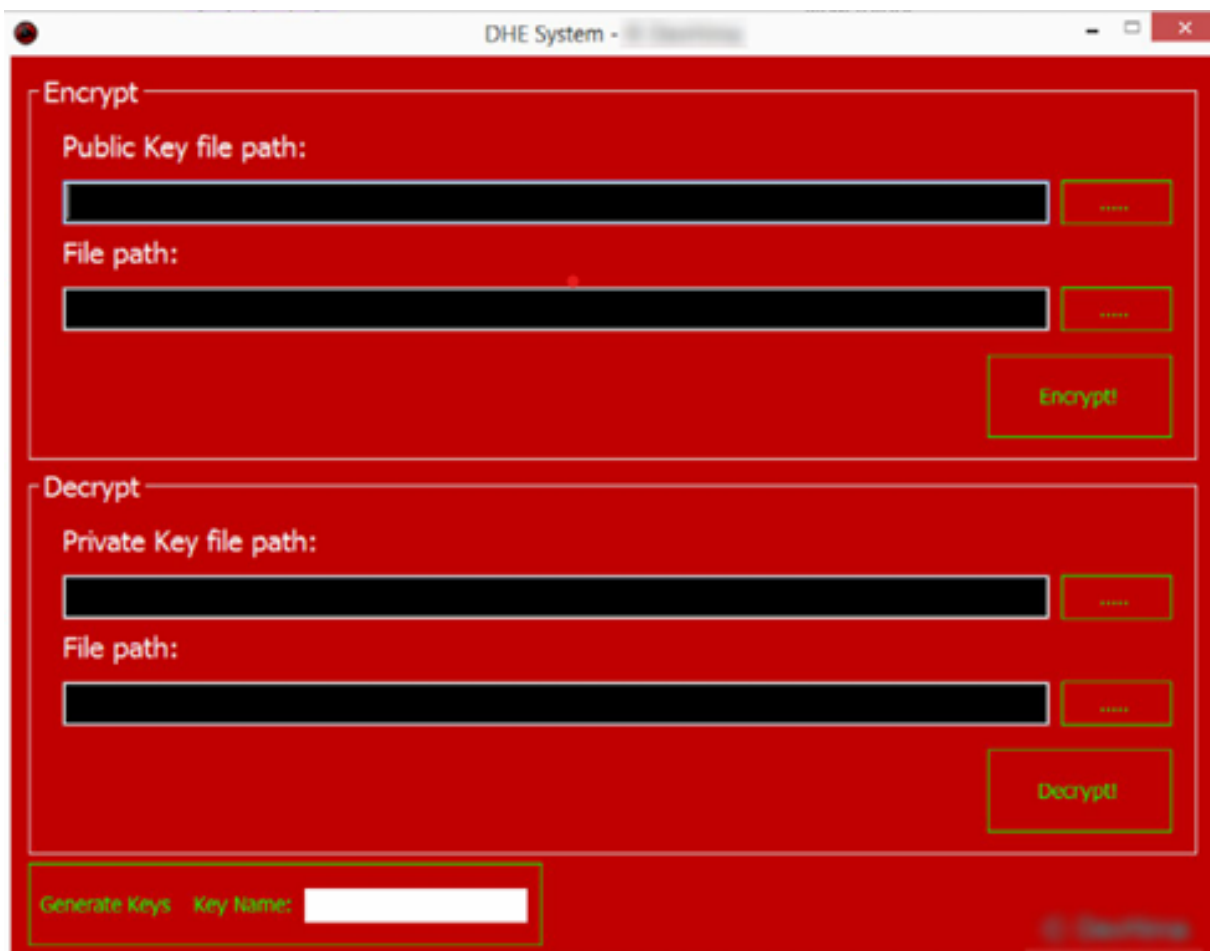 DHE System -
Encrypt
Public Key file path:
.....
File path:
.....
Encrypt!
Decrypt
Private Key file path:
.....
File path:
.....
Decrypt!
Generate Keys Key Name: